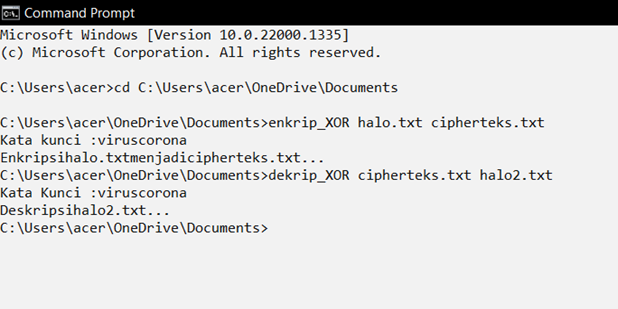 Command Prompt
Microsoft Windows [Version 10.0.22000.1335]
(c) Microsoft Corporation. All rights reserved.
C:\Users\acer>cd C:\Users\acer\OneDrive\Documents
C:\Users\acer\OneDrive\Documents>enkrip_XOR halo.txt cipherteks.txt
Kata kunci :viruscorona
Enkripsihalo.txtmenjadicipherteks.txt...
C:\Users\acer\OneDrive\Documents>dekrip_XOR cipherteks.txt halo2.txt
Kata Kunci :viruscorona
Deskripsihalo2.txt...
C:\Users\acer\OneDrive\Documents>